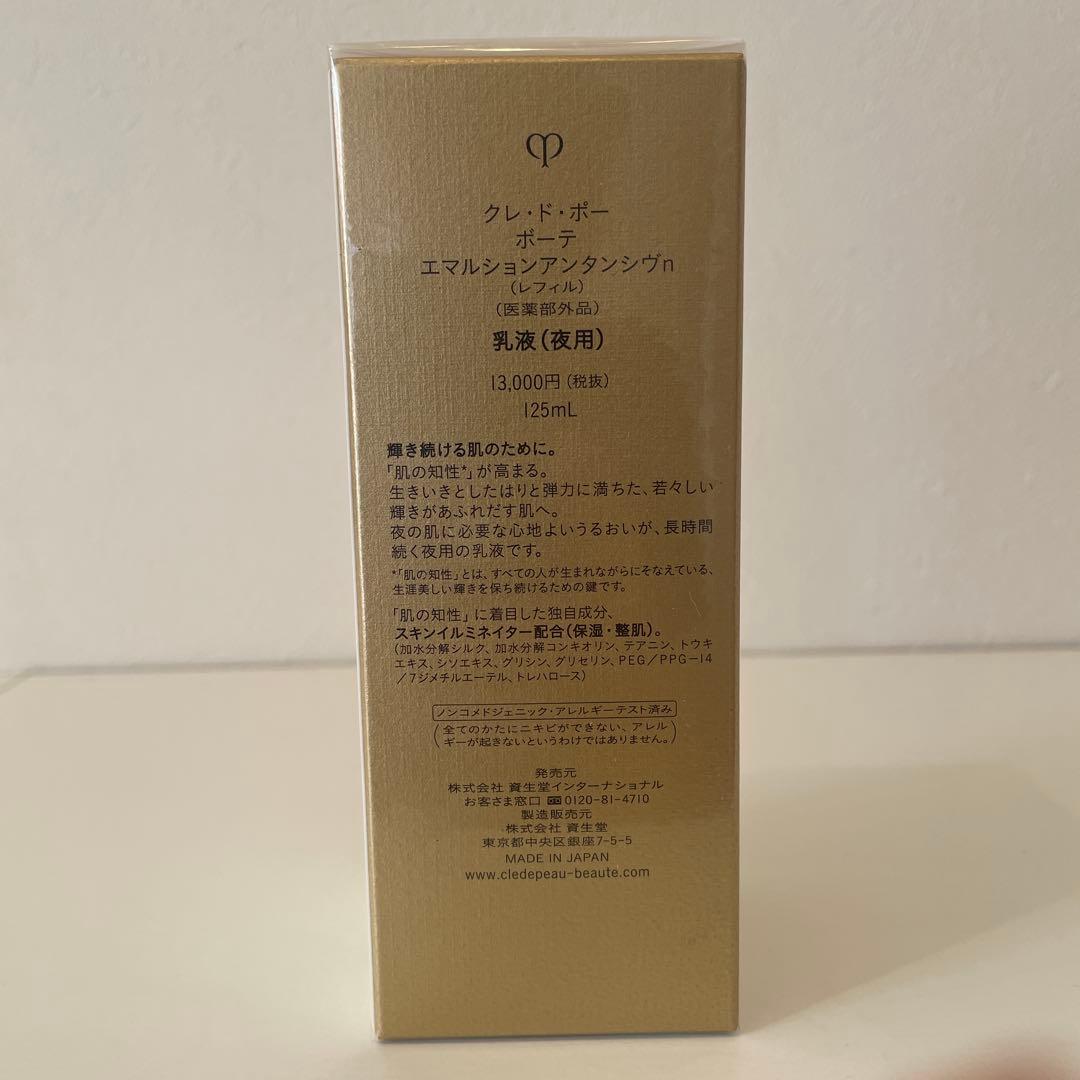 クレ・ド・ポー
ボーテ
エマルションアンタンシヴn
(レフィル)
(医薬部外品)
乳液(夜用)
13,000円(税抜)
125mL
輝き続ける肌のために。
「肌の知性*」が高まる。
生きいきとしたはりと弾力に満ちた、若々しい
輝きがあふれだす肌へ。
夜の肌に必要な心地よいうるおいが、長時間
続く夜用の乳液です。
*「肌の知性」とは、すべての人が生まれながらにそなえている、
生涯美しい輝きを保ち続けるための鍵です。
「肌の知性」に着目した独自成分、
スキンイルミネイター配合(保湿・整肌)。
(加水分解シルク、加水分解コンキオリン、テアニン、トウキ
エキス、シソエキス、グリシン、グリセリン、PEG/PPG-14
/7ジメチルエーテル、トレハロース)
ノンコメドジェニック・アレルギーテスト済み
(全てのかたにニキビができない、アレル
ギーが起きないというわけではありません。)
発売元
株式会社 資生堂インターナショナル
お客さま窓口 0120-81-4710
製造販売元
株式会社 資生堂
東京都中央区銀座7-5-5
MADE IN JAPAN
www.cledepeau-beaute.com